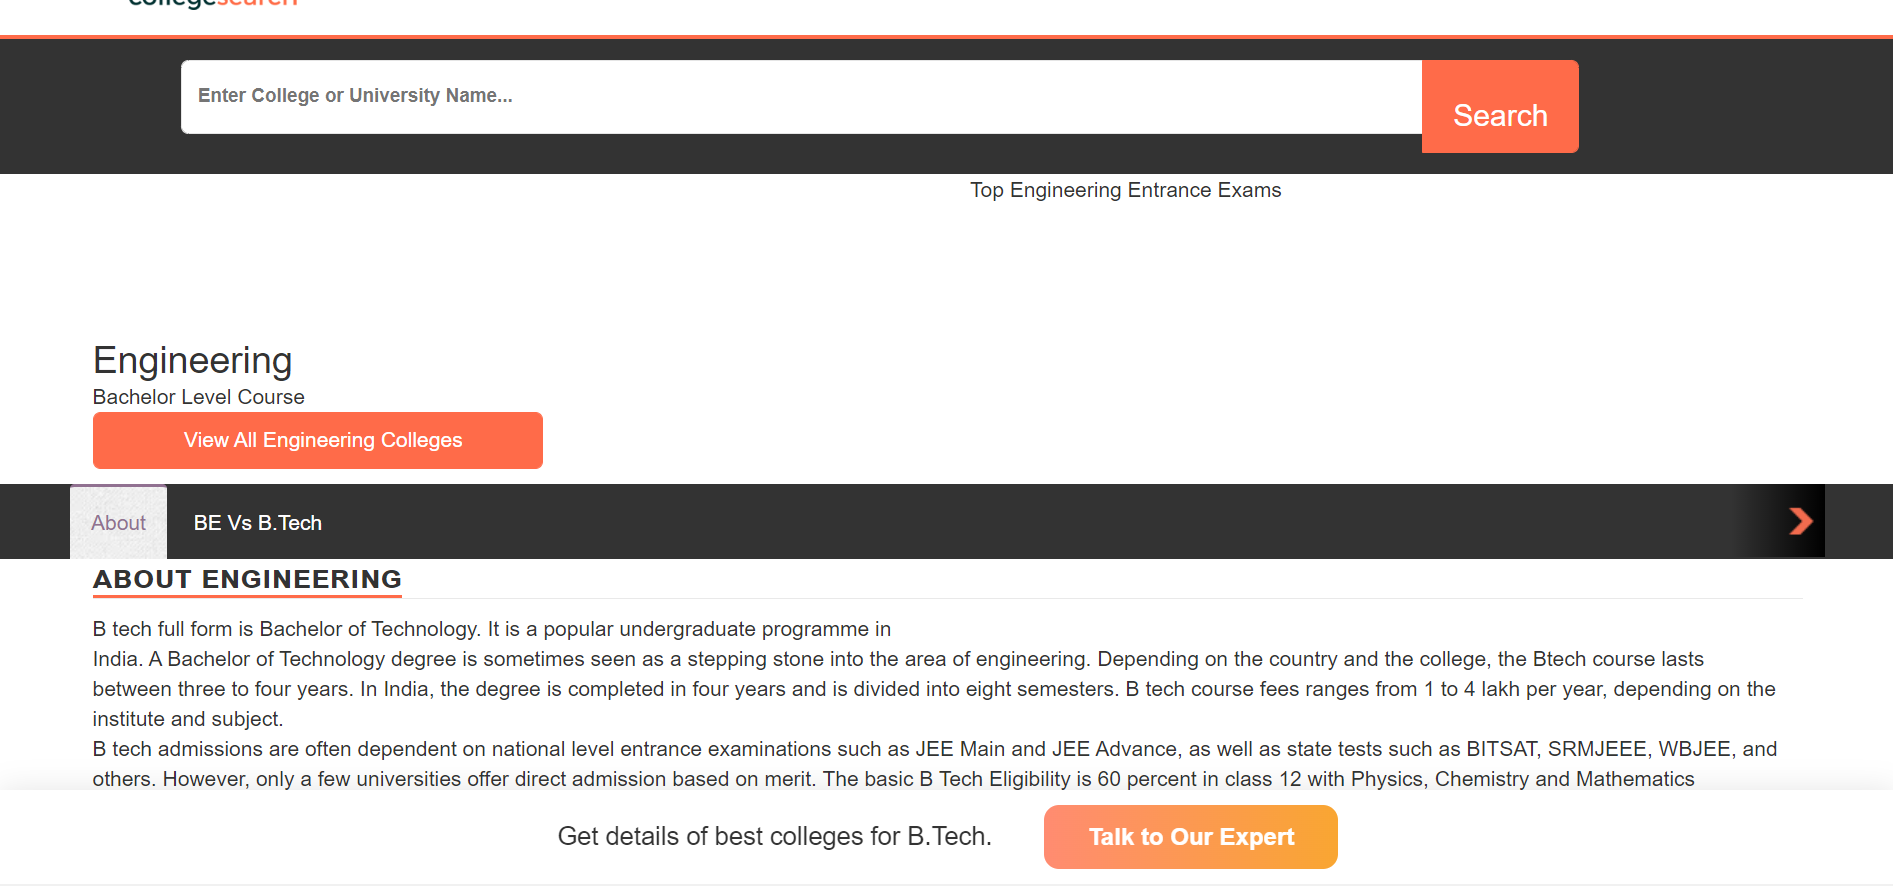 collegesearch
Enter College or University Name...
Search
Top Engineering Entrance Exams
Engineering
Bachelor Level Course
View All Engineering Colleges
About
BE Vs B.Tech
ABOUT ENGINEERING
B tech full form is Bachelor of Technology. It is a popular undergraduate programme in
India. A Bachelor of Technology degree is sometimes seen as a stepping stone into the area of engineering. Depending on the country and the college, the Btech course lasts
between three to four years. In India, the degree is completed in four years and is divided into eight semesters. B tech course fees ranges from 1 to 4 lakh per year, depending on the
institute and subject.
B tech admissions are often dependent on national level entrance examinations such as JEE Main and JEE Advance, as well as state tests such as BITSAT, SRMJEEE, WBJEE, and
others. However, only a few universities offer direct admission based on merit. The basic B Tech Eligibility is 60 percent in class 12 with Physics, Chemistry and Mathematics
Get details of best colleges for B.Tech.
Talk to Our Expert